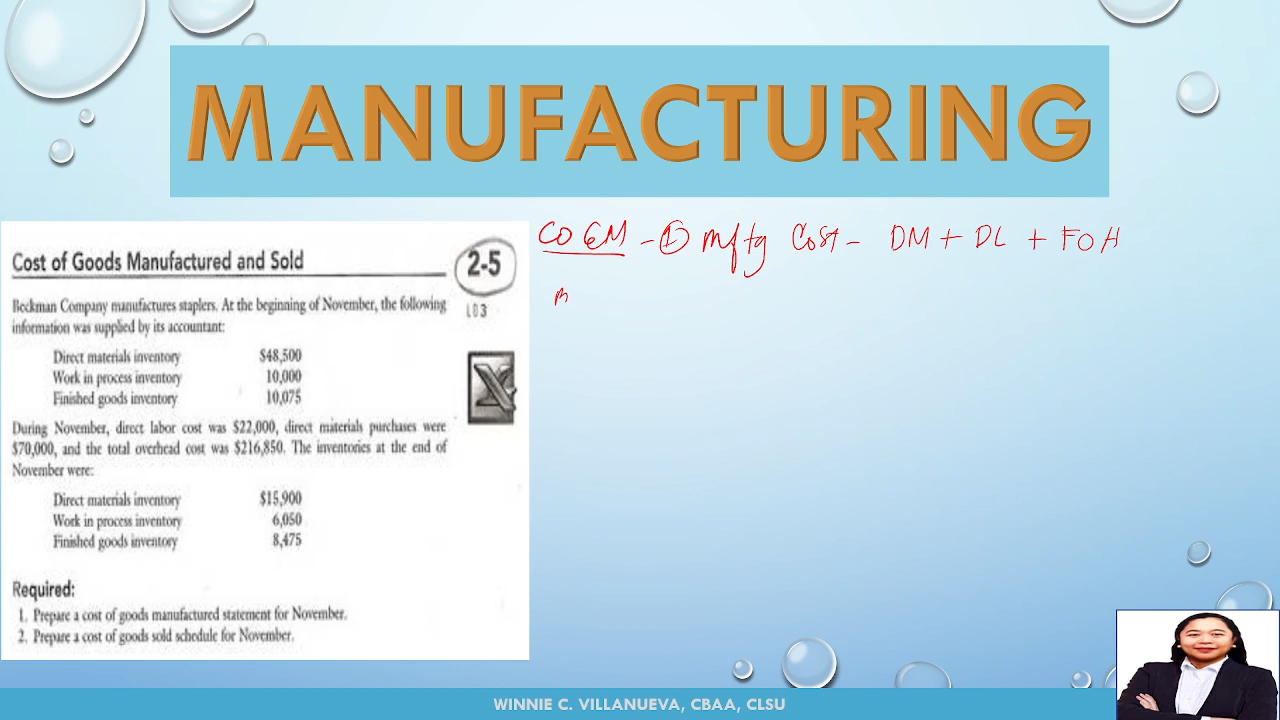 MANUFACTURING
COGM - ① mftg Cost - DM + DL + FOH
m
Cost of Goods Manufactured and Sold
2-5
LO3
Beckman Company manufactures staplers. At the beginning of November, the following
information was supplied by its accountant:
Direct materials inventory $48,500
Work in process inventory 10,000
Finished goods inventory 10,075
During November, direct labor cost was $22,000, direct materials purchases were
$70,000, and the total overhead cost was $216,850. The inventories at the end of
November were:
Direct materials inventory $15,900
Work in process inventory 6,050
Finished goods inventory 8,475
Required:
1. Prepare a cost of goods manufactured statement for November.
2. Prepare a cost of goods sold schedule for November.
WINNIE C. VILLANUEVA, CBAA, CLSU